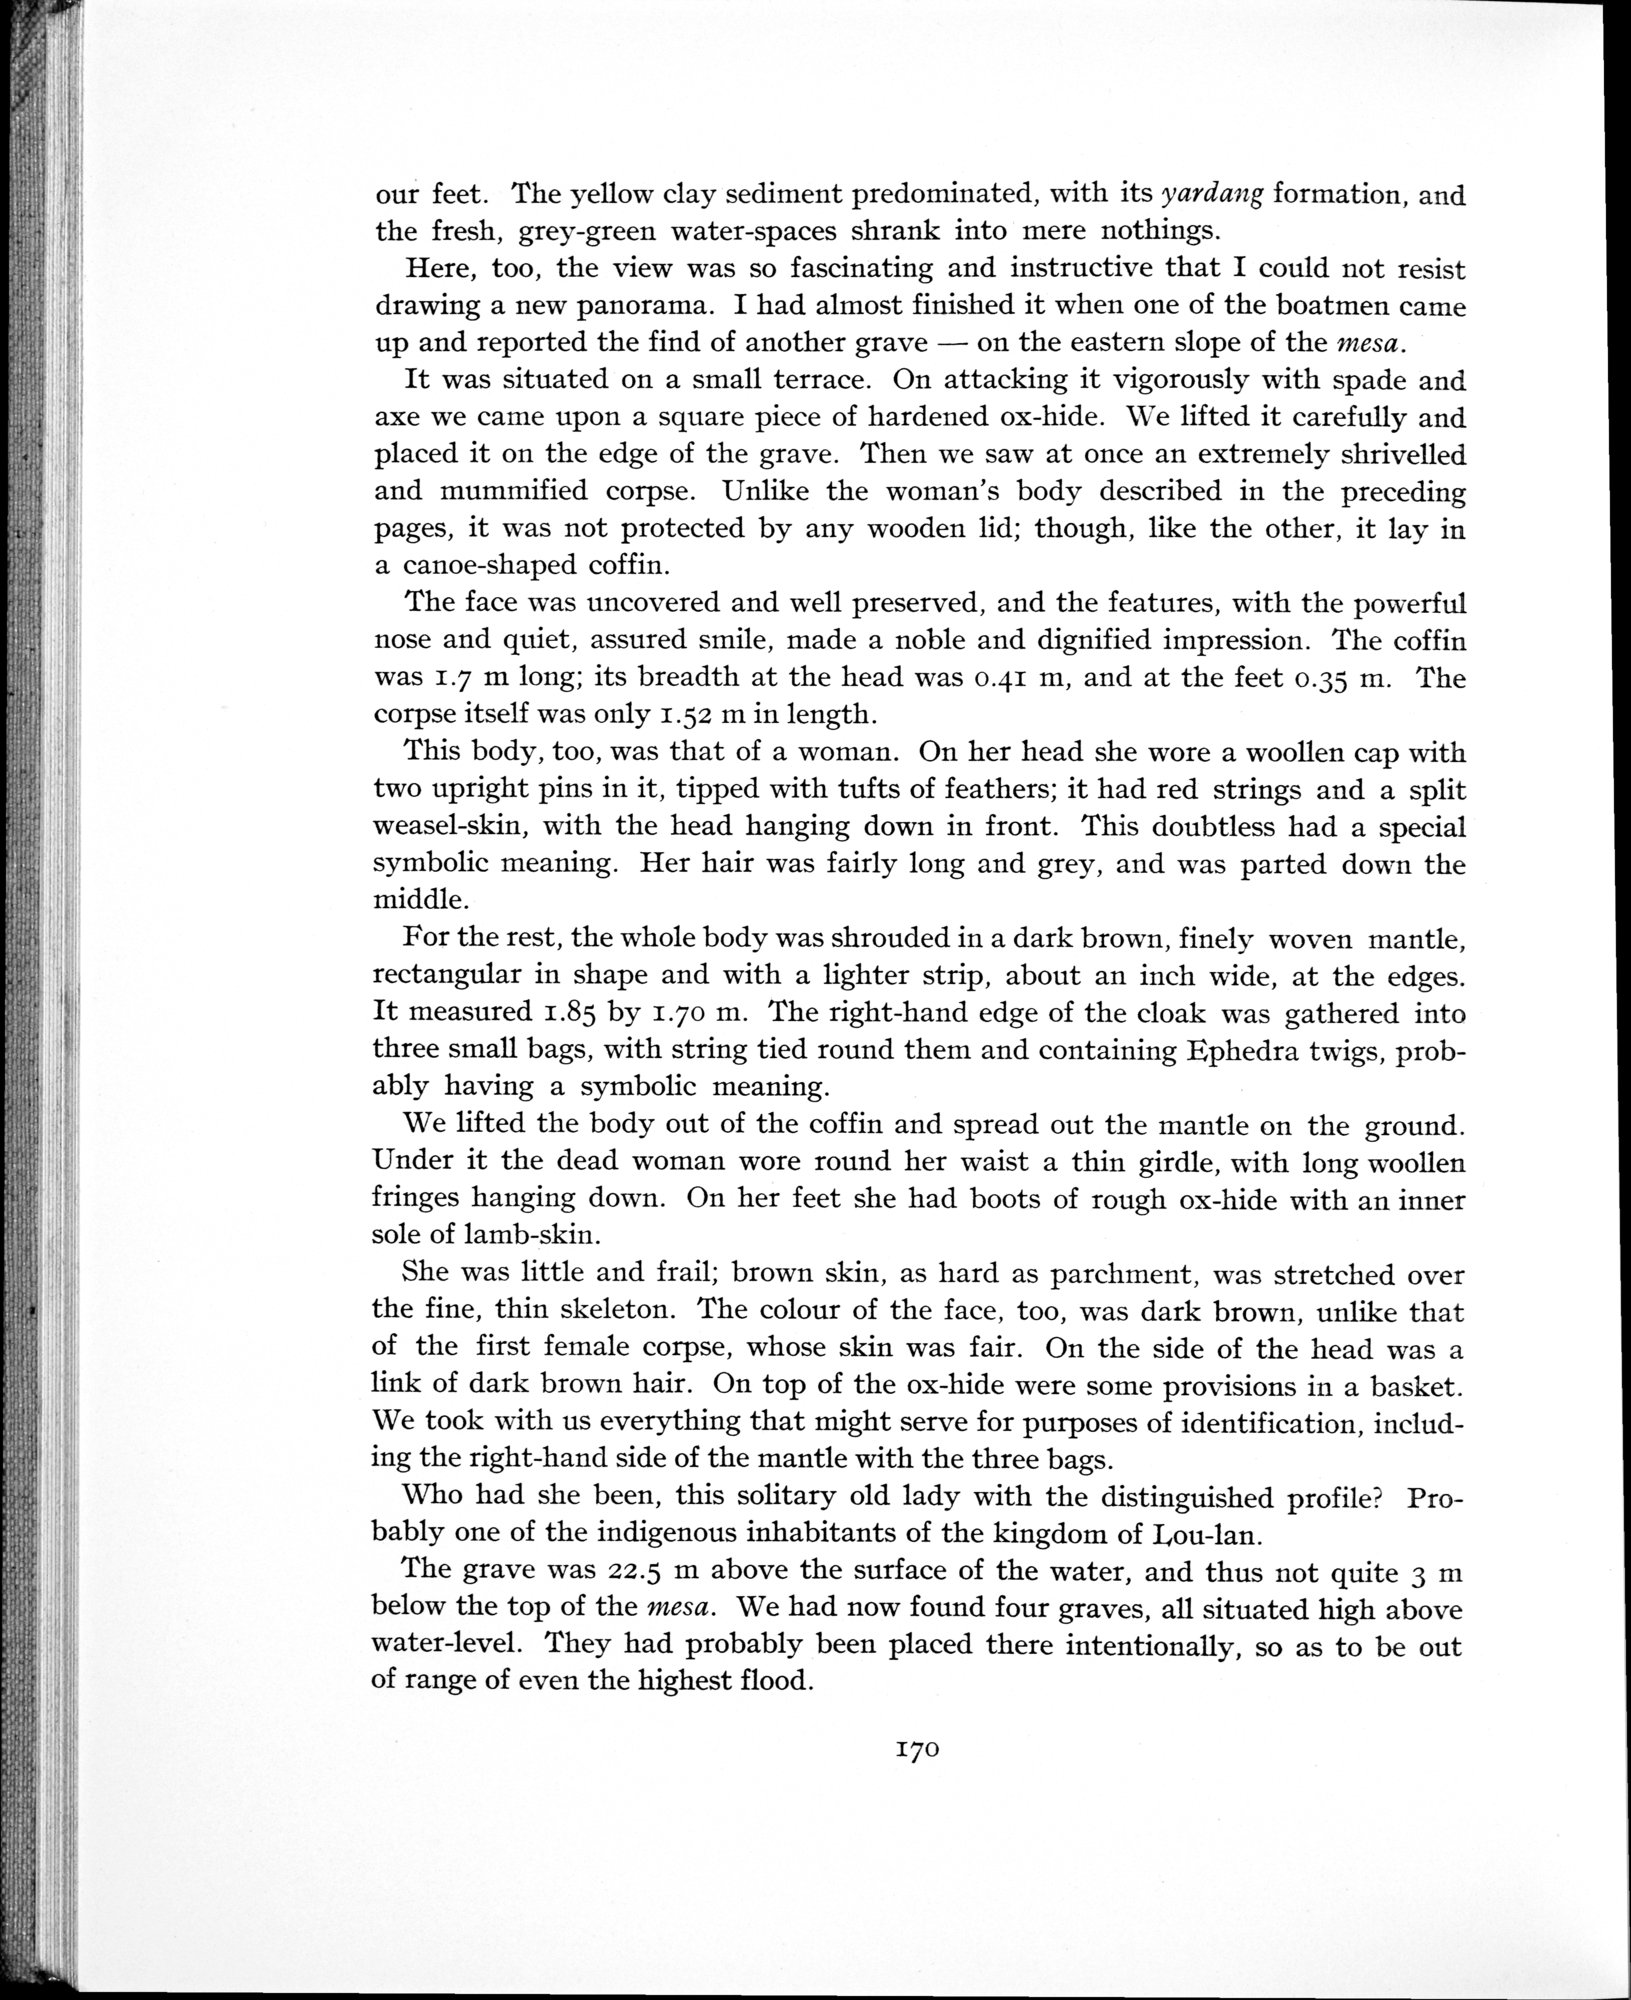 our feet. The yellow clay sediment predominated, with its yardang formation, and
the fresh, grey-green water-spaces shrank into mere nothings.
Here, too, the view was so fascinating and instructive that I could not resist
drawing a new panorama. I had almost finished it when one of the boatmen came
up and reported the find of another grave — on the eastern slope of the mesa.
It was situated on a small terrace. On attacking it vigorously with spade and
axe we came upon a square piece of hardened ox-hide. We lifted it carefully and
placed it on the edge of the grave. Then we saw at once an extremely shrivelled
and mummified corpse. Unlike the woman's body described in the preceding
pages, it was not protected by any wooden lid; though, like the other, it lay in
a canoe-shaped coffin.
The face was uncovered and well preserved, and the features, with the powerful
nose and quiet, assured smile, made a noble and dignified impression. The coffin
was 1.7 m long; its breadth at the head was 0.41 m, and at the feet 0.35 m. The
corpse itself was only 1.52 m in length.
This body, too, was that of a woman. On her head she wore a woollen cap with
two upright pins in it, tipped with tufts of feathers; it had red strings and a split
weasel-skin, with the head hanging down in front. This doubtless had a special
symbolic meaning. Her hair was fairly long and grey, and was parted down the
middle.
For the rest, the whole body was shrouded in a dark brown, finely woven mantle,
rectangular in shape and with a lighter strip, about an inch wide, at the edges.
It measured 1.85 by 1.70 m. The right-hand edge of the cloak was gathered into
three small bags, with string tied round them and containing Ephedra twigs, prob-
ably having a symbolic meaning.
We lifted the body out of the coffin and spread out the mantle on the ground.
Under it the dead woman wore round her waist a thin girdle, with long woollen
fringes hanging down. On her feet she had boots of rough ox-hide with an inner
sole of lamb-skin.
She was little and frail; brown skin, as hard as parchment, was stretched over
the fine, thin skeleton. The colour of the face, too, was dark brown, unlike that
of the first female corpse, whose skin was fair. On the side of the head was a
link of dark brown hair. On top of the ox-hide were some provisions in a basket.
We took with us everything that might serve for purposes of identification, includ-
ing the right-hand side of the mantle with the three bags.
Who had she been, this solitary old lady with the distinguished profile? Pro-
bably one of the indigenous inhabitants of the kingdom of Lou-lan.
The grave was 22.5 m above the surface of the water, and thus not quite 3 m
below the top of the mesa. We had now found four graves, all situated high above
water-level. They had probably been placed there intentionally, so as to be out
of range of even the highest flood.
170